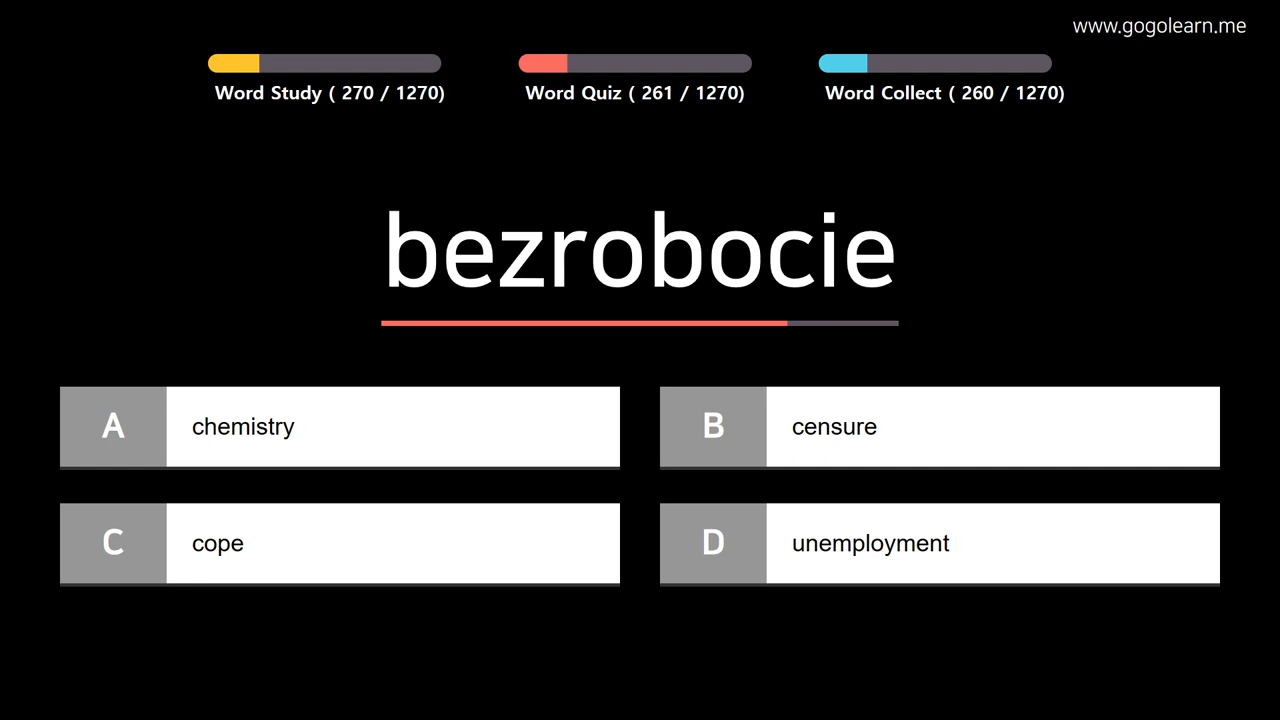 www.gogolearn.me
Word Study ( 270 / 1270)
Word Quiz ( 261 / 1270)
Word Collect ( 260 / 1270)
bezrobocie
A chemistry
B censure
C cope
D unemployment